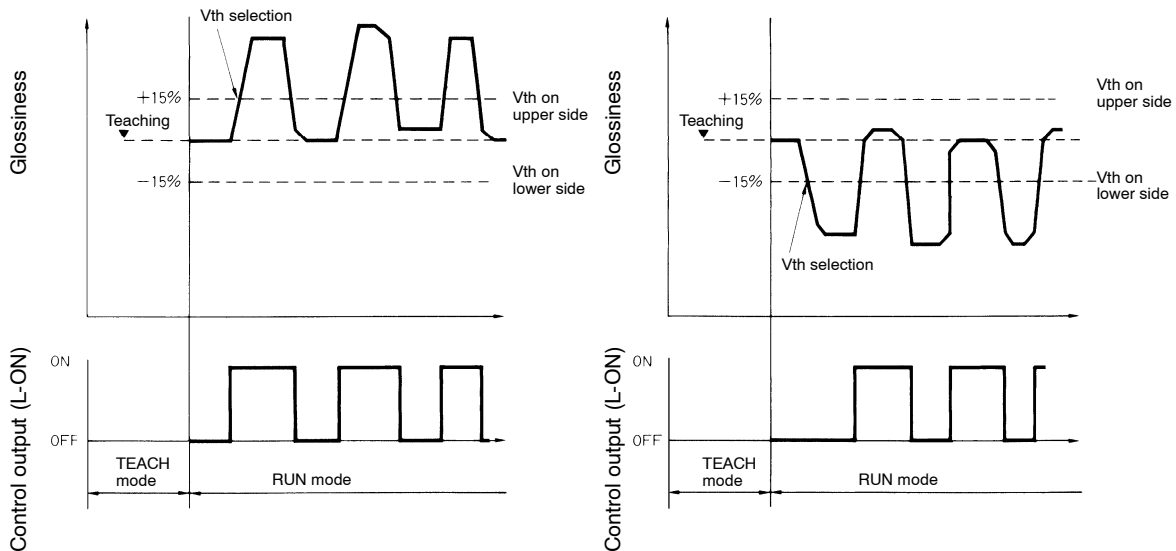 Vth selection
Glossiness
+15%
Teaching
−15%
Vth on
upper side
Vth on
lower side
Control output (L-ON)
ON
OFF
TEACH
mode
RUN mode
Glossiness
+15%
Teaching
−15%
Vth on
upper side
Vth on
lower side
Vth selection
Control output (L-ON)
ON
OFF
TEACH
mode
RUN mode